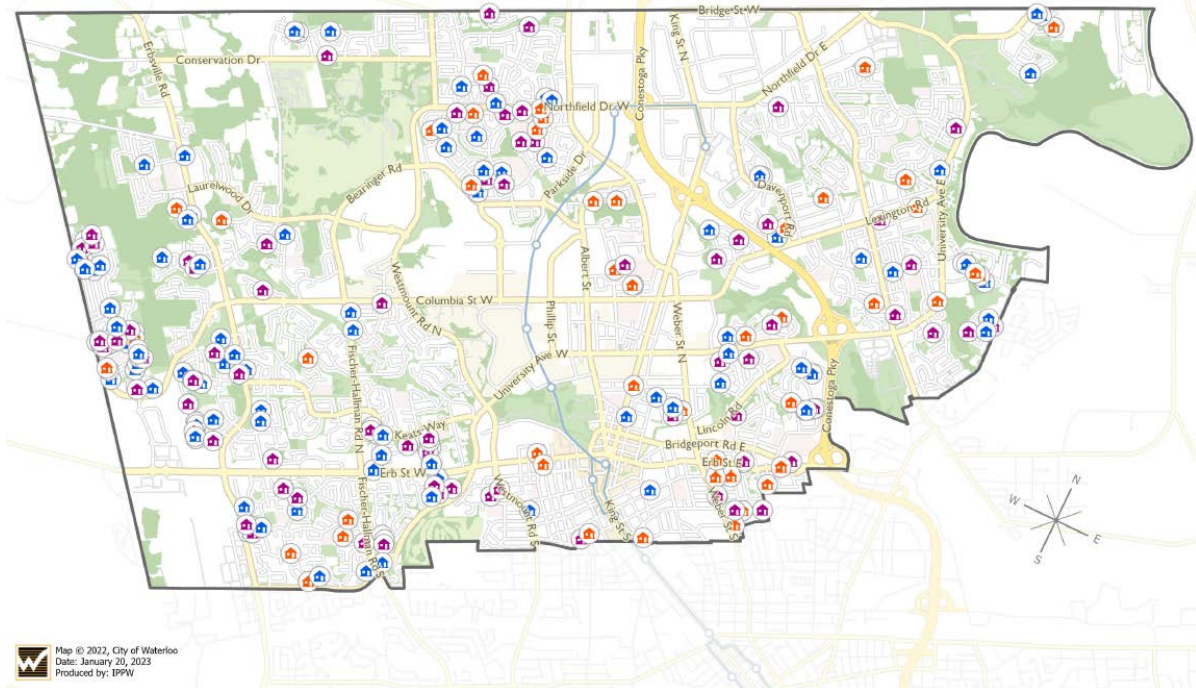 Bridge St W
King St N
Conestoga Pky
Erbsville Rd
Conservation Dr
Northfield Dr E
Northfield Dr W
Bearinger Rd
Parkside Dr
Laurelwood Dr
Davenport Rd
Lexington Rd
University Ave E
Westmount Rd N
Albert St
Columbia St W
Phillip St
Weber St N
University Ave W
Fischer-Hallman Rd N
Conestoga Pky
Lincoln Rd
Keats Way
Bridgeport Rd E
Erb St W
Erb St E
Westmount Rd S
King St S
Weber St S
Fischer-Hallman Rd S
N
W
E
S
Map © 2022, City of Waterloo
Date: January 20, 2023
Produced by: IPPW